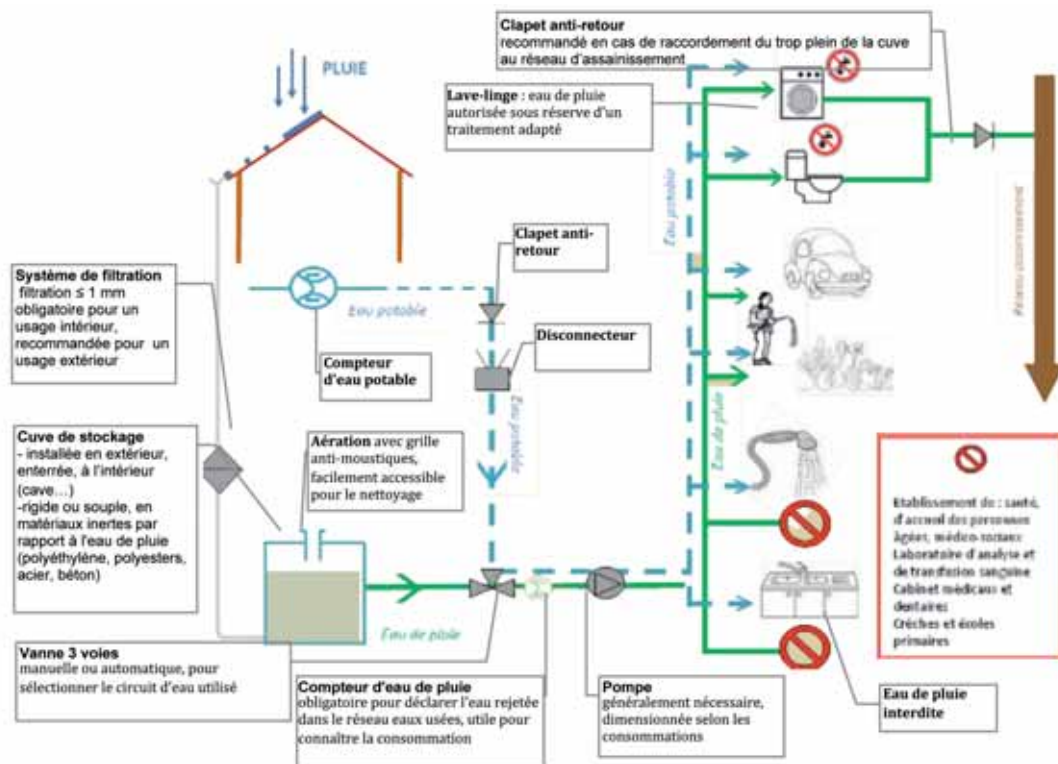 Clapet anti-retour
recommandé en cas de raccordement du trop plein de la cuve
au réseau d'assainissement
PLUIE
Lave-linge : eau de pluie
autorisée sous réserve d'un
traitement adapté
Eau potable
Clapet anti-
retour
Système de filtration
filtration ≤ 1 mm
obligatoire pour un
usage intérieur,
recommandée pour un
usage extérieur
Eau potable
Compteur
d'eau potable
Disconnecteur
Eau potable
Eau de pluie
Cuve de stockage
- installée en extérieur,
enterrée, à l'intérieur
(cave…)
-rigide ou souple, en
matériaux inertes par
rapport à l'eau de pluie
(polyéthylène, polyesters,
acier, béton)
Aération avec grille
anti-moustiques,
facilement accessible
pour le nettoyage
Etablissement de : santé,
d'accueil des personnes
âgées, médico-sociaux
Laboratoire d'analyse et
de transfusion sanguine
Cabinet médicaux et
dentaires
Crèches et écoles
primaires
Eau de pluie
Vanne 3 voies
manuelle ou automatique, pour
sélectionner le circuit d'eau utilisé
Compteur d'eau de pluie
obligatoire pour déclarer l'eau rejetée
dans le réseau eaux usées, utile pour
connaître la consommation
Pompe
généralement nécessaire,
dimensionnée selon les
consommations
Eau de pluie
interdite